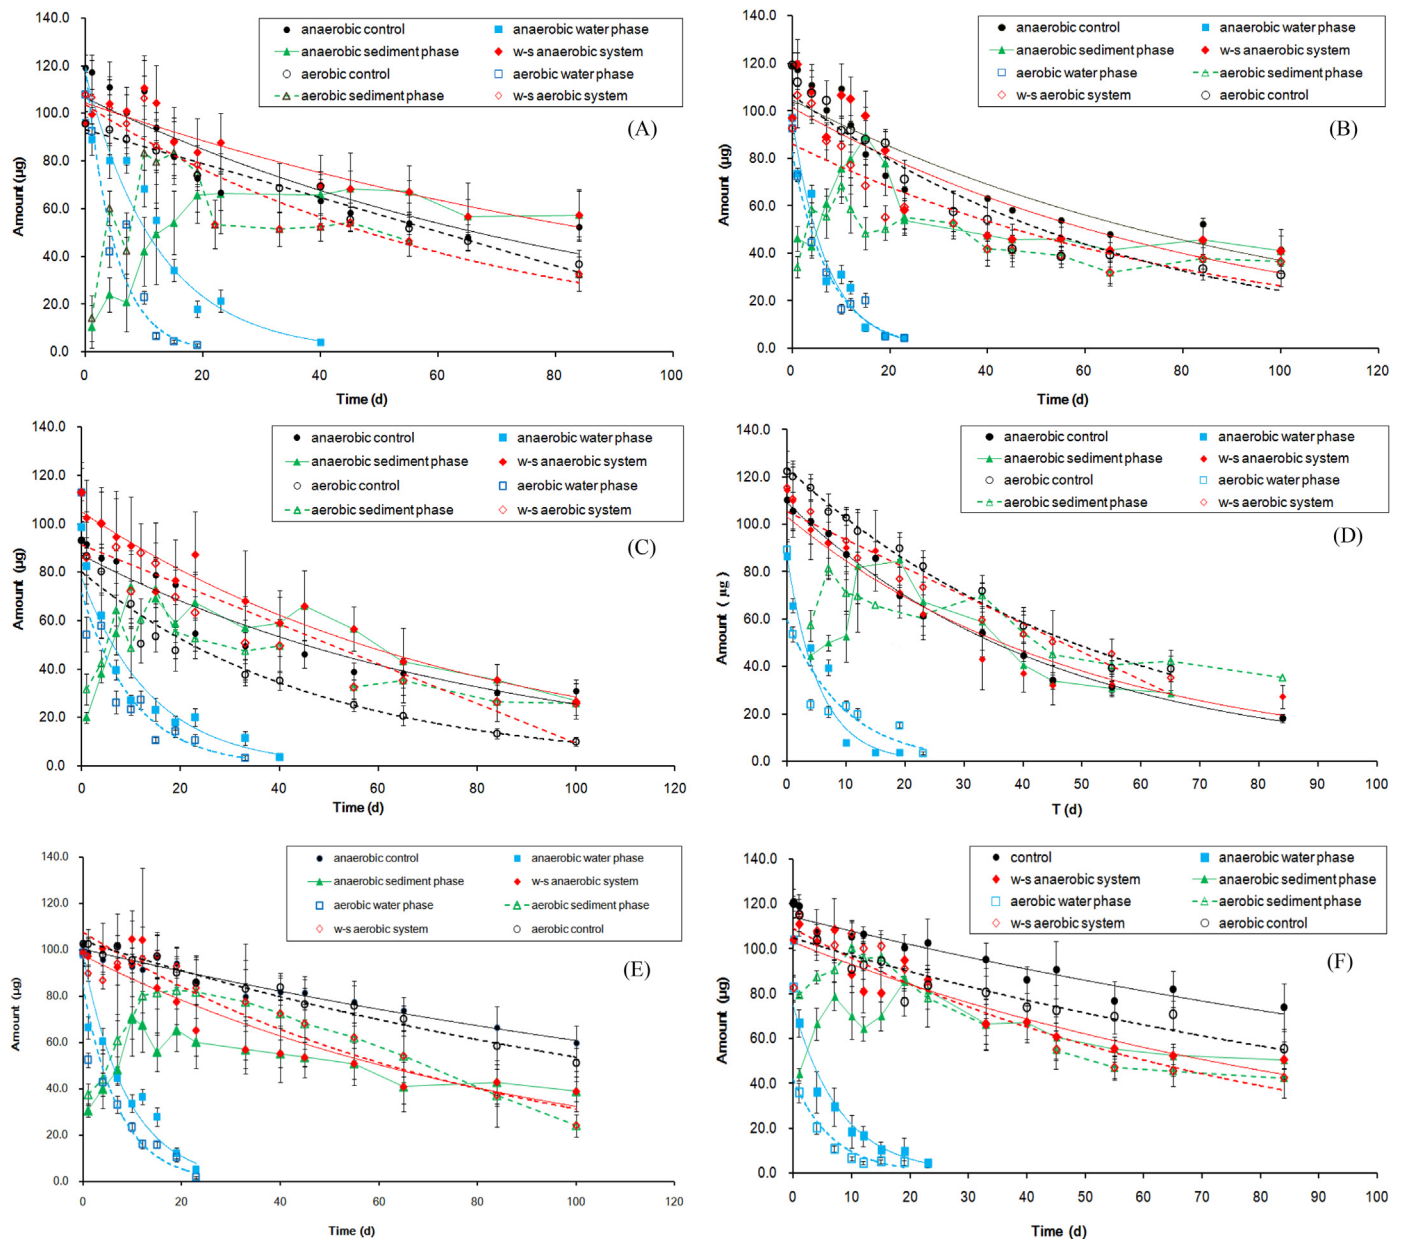 140.0
120.0
100.0
80.0
60.0
40.0
20.0
0.0
Amount (µg)
anaerobic control
anaerobic water phase
anaerobic sediment phase
w-s anaerobic system
aerobic control
aerobic water phase
aerobic sediment phase
w-s aerobic system
(A)
0 20 40 60 80 100
Time (d)
140.0
120.0
100.0
80.0
60.0
40.0
20.0
0.0
Amount (µg)
anaerobic control
anaerobic water phase
anaerobic sediment phase
w-s anaerobic system
aerobic water phase
aerobic sediment phase
w-s aerobic system
aerobic control
(B)
0 20 40 60 80 100 120
Time (d)
140.0
120.0
100.0
80.0
60.0
40.0
20.0
0.0
Amount (µg)
anaerobic control
anaerobic water phase
anaerobic sediment phase
w-s anaerobic system
aerobic control
aerobic water phase
aerobic sediment phase
w-s aerobic system
(C)
0 20 40 60 80 100 120
Time (d)
140.0
120.0
100.0
80.0
60.0
40.0
20.0
0.0
Amount ( µg )
anaerobic control
anaerobic water phase
anaerobic sediment phase
w-s anaerobic system
aerobic control
aerobic water phase
aerobic sediment phase
w-s aerobic system
(D)
0 10 20 30 40 50 60 70 80 90 100
T (d)
140.0
120.0
100.0
80.0
60.0
40.0
20.0
0.0
Amount (µg)
anaerobic control
anaerobic water phase
anaerobic sediment phase
w-s anaerobic system
aerobic water phase
aerobic sediment phase
w-s aerobic system
aerobic control
(E)
0 20 40 60 80 100 120
Time (d)
140.0
120.0
100.0
80.0
60.0
40.0
20.0
0.0
Amount (µg)
control
anaerobic water phase
w-s anaerobic system
anaerobic sediment phase
aerobic water phase
aerobic sediment phase
w-s aerobic system
aerobic control
(F)
0 10 20 30 40 50 60 70 80 90 100
Time (d)